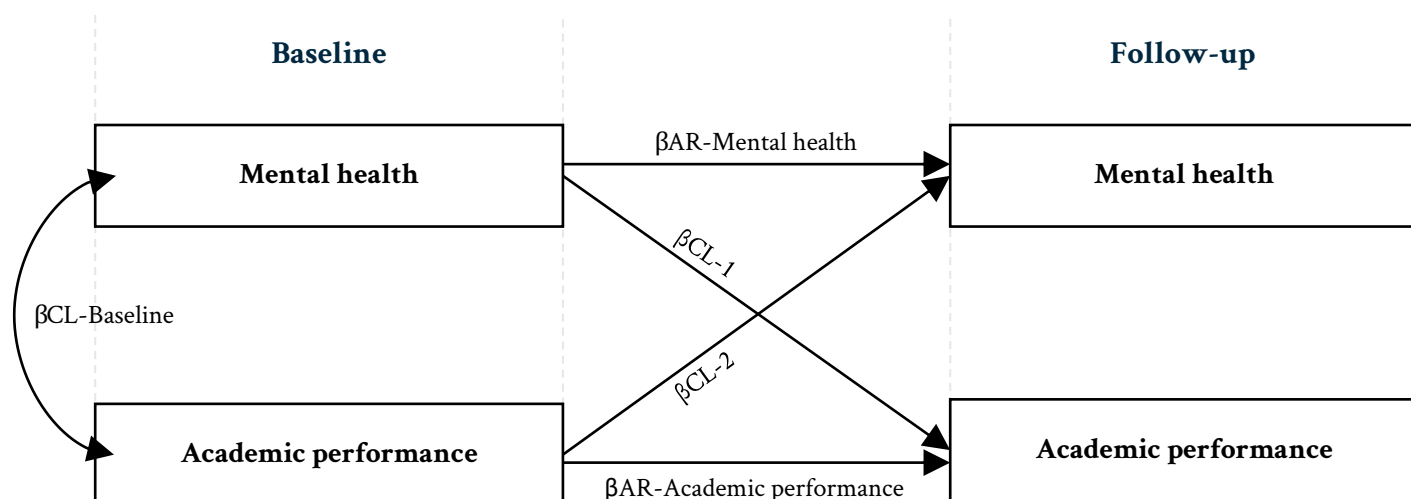 Baseline
Follow-up
βAR-Mental health
Mental health
Mental health
βCL-1
βCL-Baseline
βCL-2
Academic performance
Academic performance
βAR-Academic performance